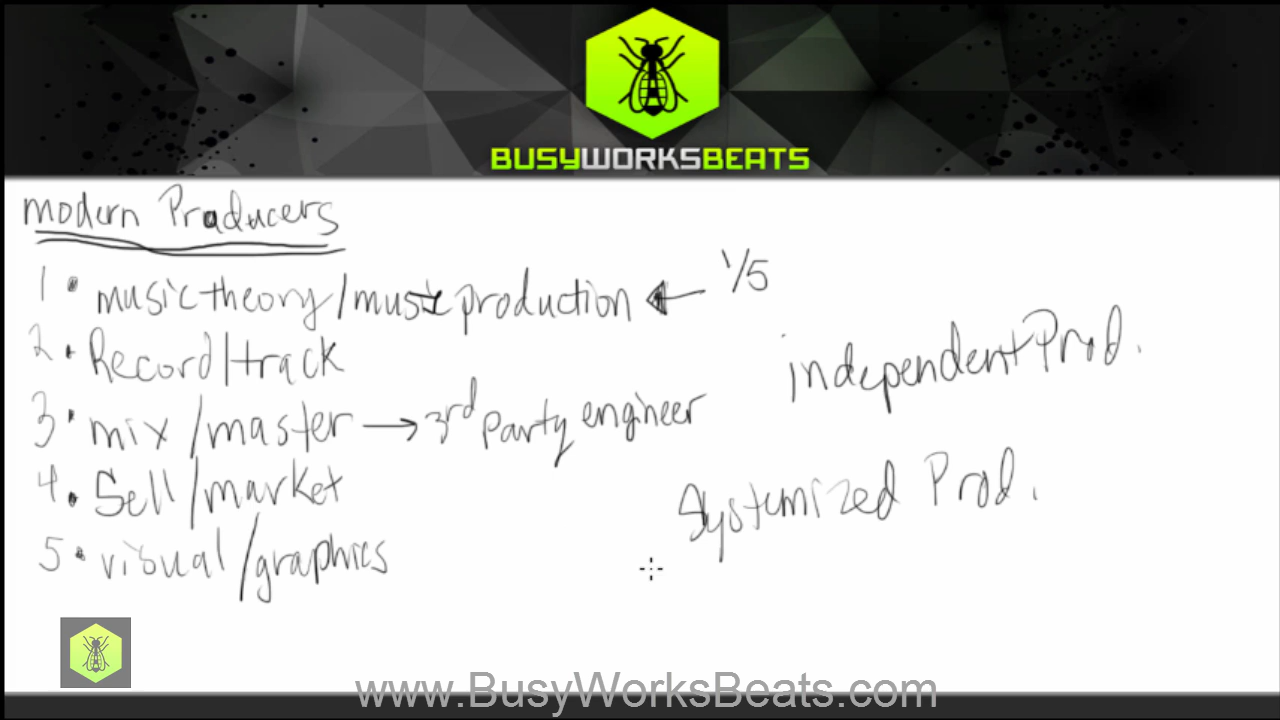 BUSYWORKSBEATS
modern Producers
1. music theory/music production ← 1/5
2. Record/track
independent Prod.
3. mix/master → 3rd Party engineer
4. Sell/market
Systemized Prod.
5. visual/graphics
www.BusyWorksBeats.com